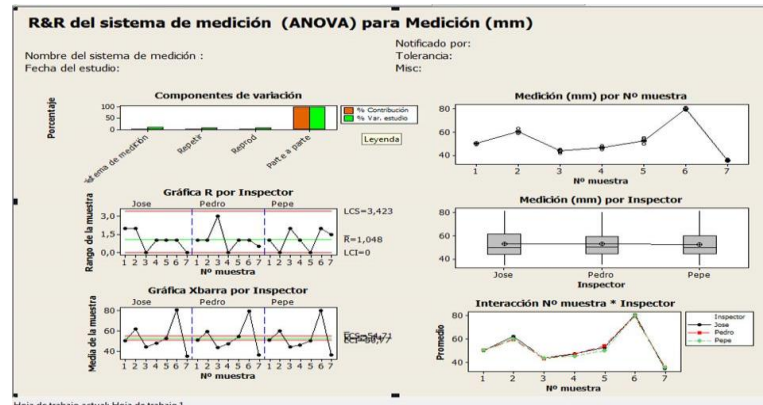 R&R del sistema de medición (ANOVA) para Medición (mm)
Nombre del sistema de medición :
Fecha del estudio:
Notificado por:
Tolerancia:
Misc:
Componentes de variación
Porcentaje
100
50
0
% Contribución
% Var. estudio
Leyenda
sistema de medición
Repetir
Reprod
Parte a parte
Gráfica R por Inspector
Jose Pedro Pepe
Rango de la muestra
3,0
1,5
0,0
LCS=3,423
R=1,048
LCI=0
1 2 3 4 5 6 7 1 2 3 4 5 6 7 1 2 3 4 5 6 7
Nº muestra
Gráfica Xbarra por Inspector
Jose Pedro Pepe
Media de la muestra
80
60
40
1 2 3 4 5 6 7 1 2 3 4 5 6 7 1 2 3 4 5 6 7
Nº muestra
Medición (mm) por Nº muestra
80
60
40
1 2 3 4 5 6 7
Nº muestra
Medición (mm) por Inspector
80
60
40
Jose Pedro Pepe
Inspector
Interacción Nº muestra * Inspector
Promedio
80
60
40
1 2 3 4 5 6 7
Nº muestra
Inspector
Jose
Pedro
Pepe